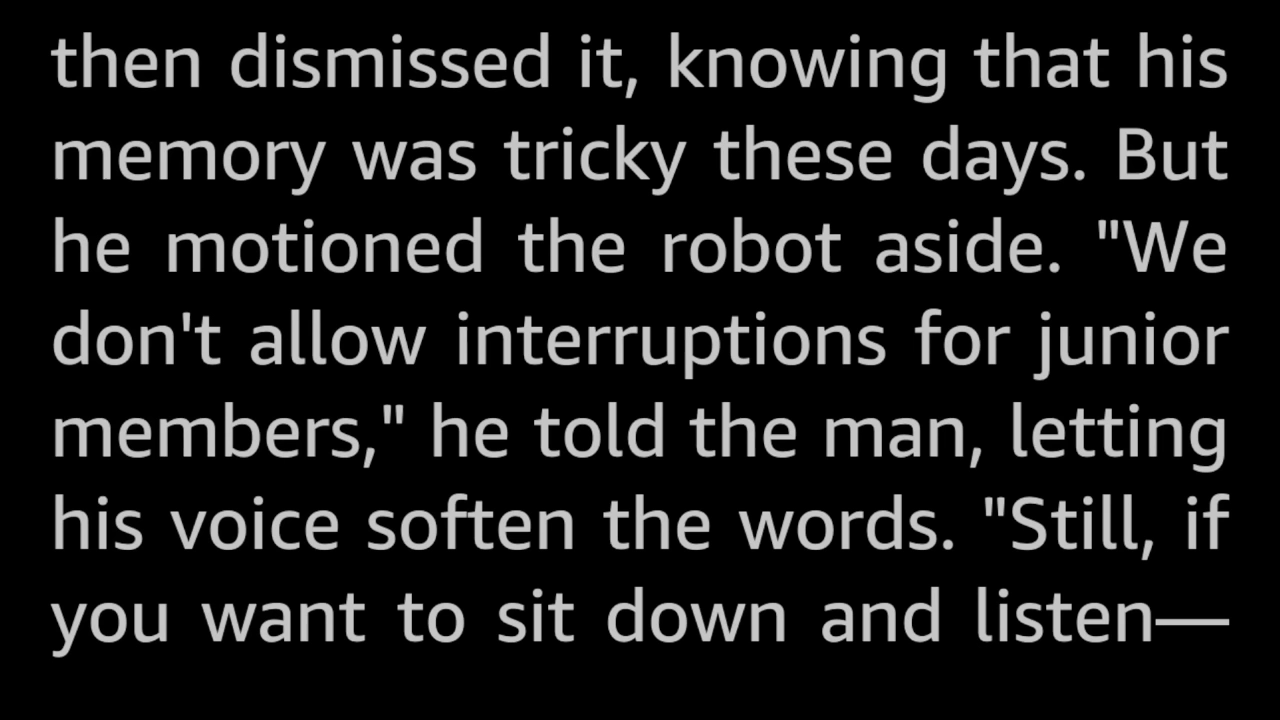 then dismissed it, knowing that his
memory was tricky these days. But
he motioned the robot aside. "We
don't allow interruptions for junior
members," he told the man, letting
his voice soften the words. "Still, if
you want to sit down and listen—